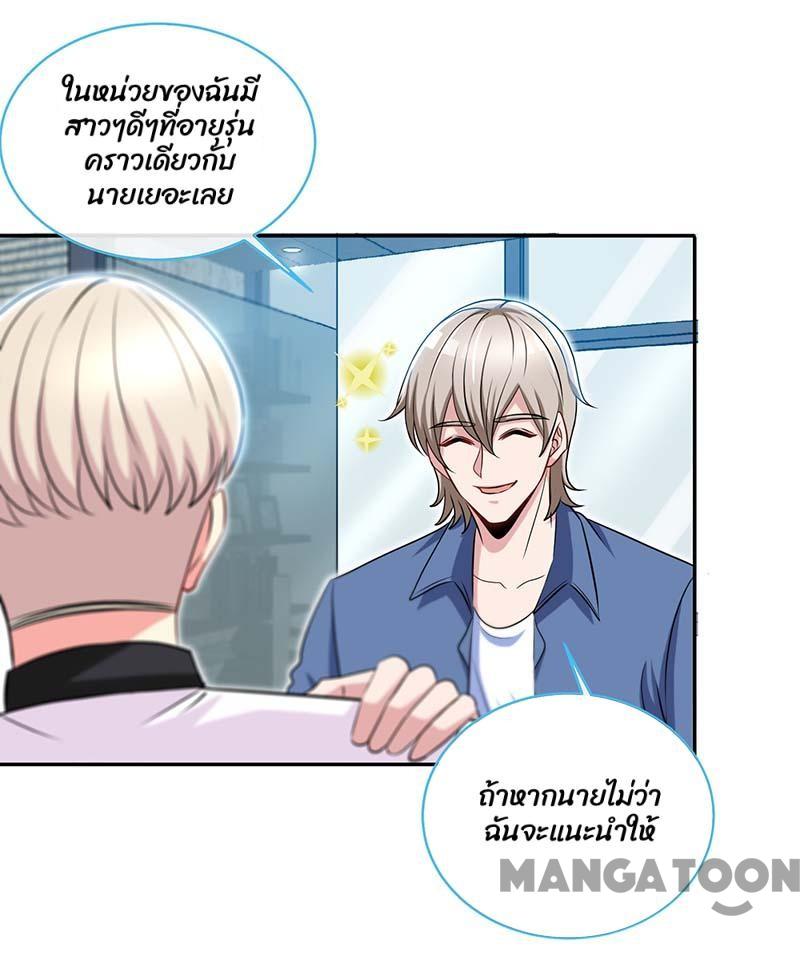 ในหน่วยของฉันมี
สาวๆดีๆที่อายุรุ่น
คราวเดียวกับ
นายเยอะเลย
ถ้าหากนายไม่ว่า
ฉันจะแนะนำให้
MANGATOON